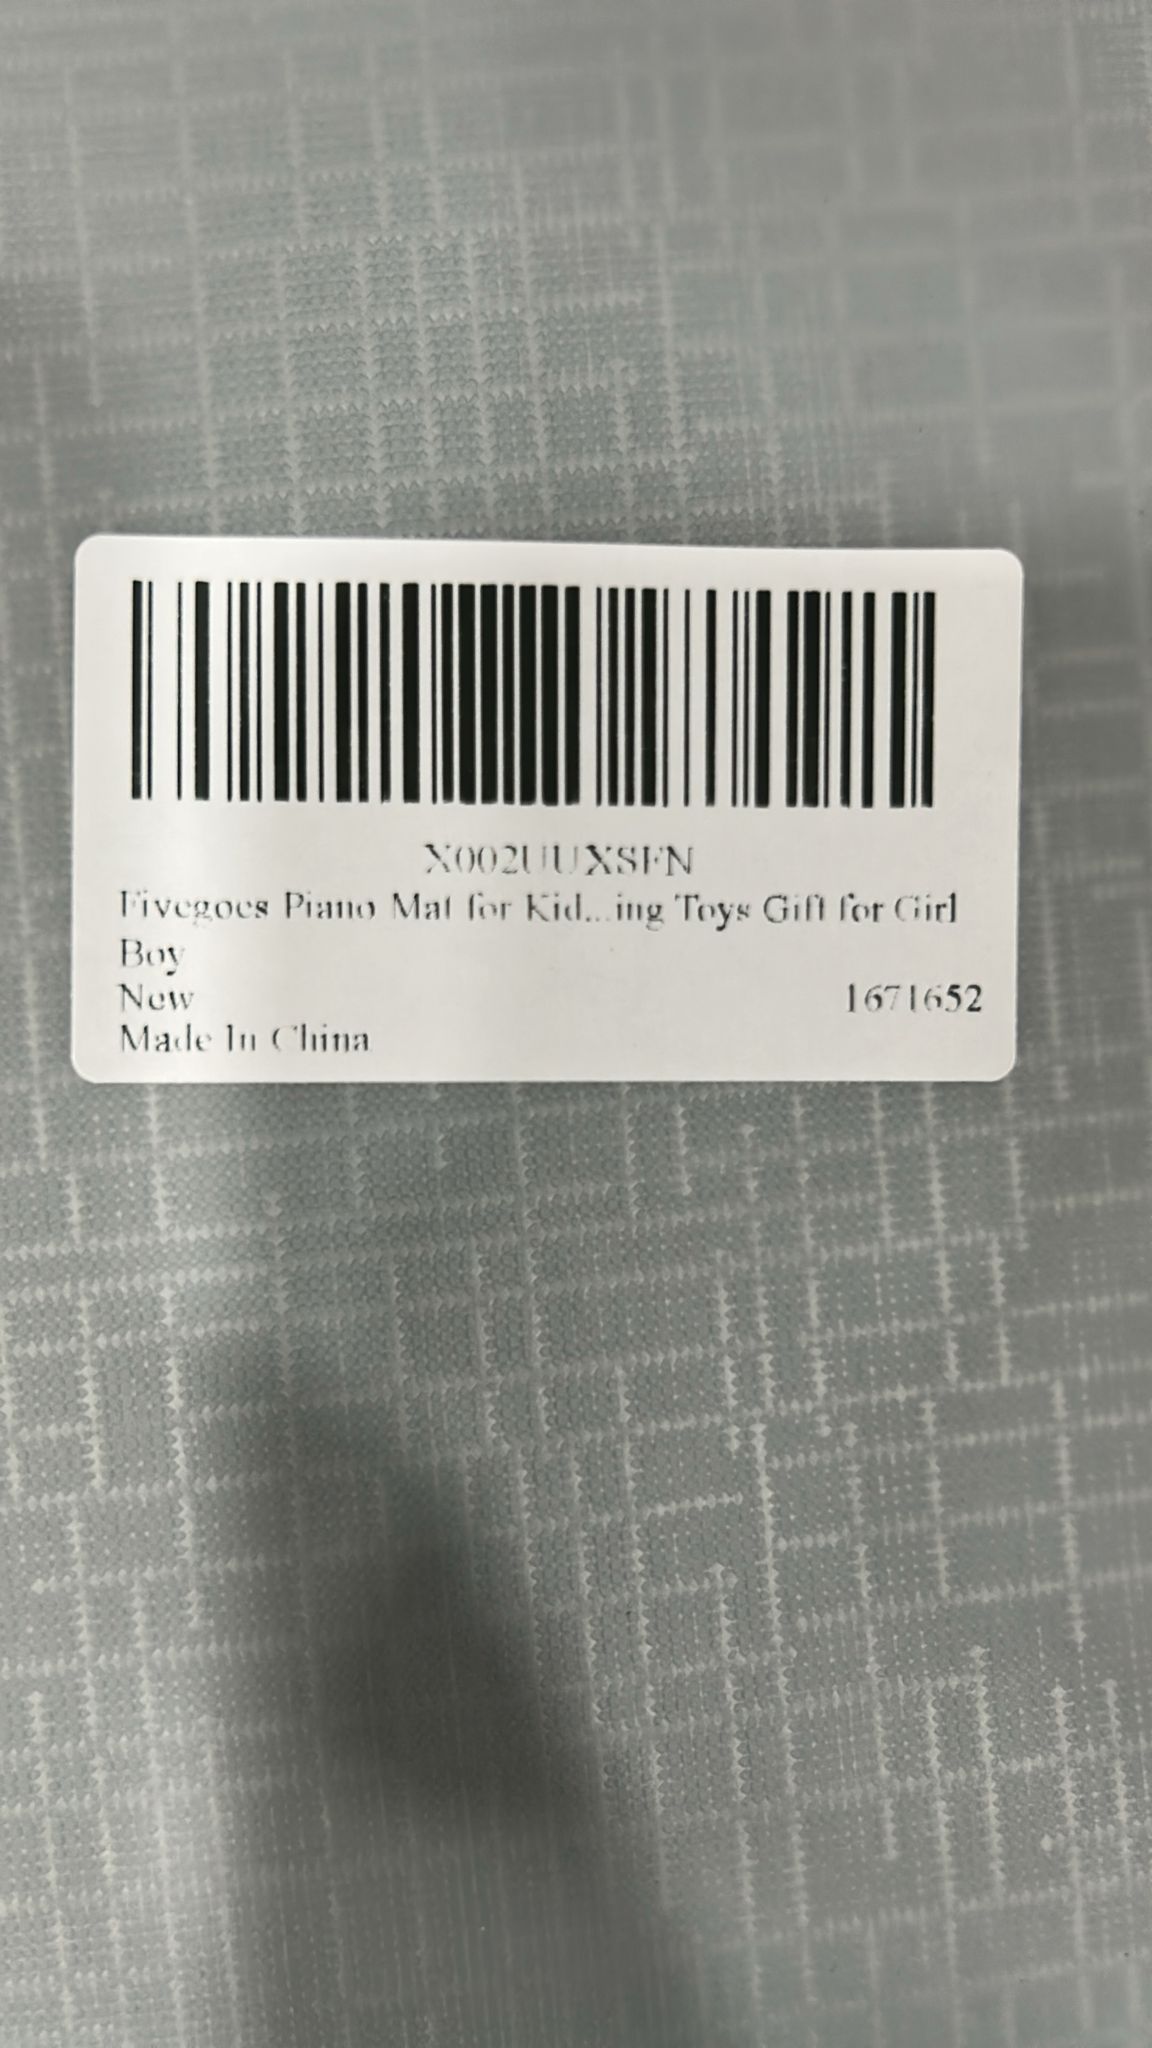 X002UUXSFN
Fivegoes Piano Mat for Kid...ing Toys Gift for Girl
Boy
New 1671652
Made In China